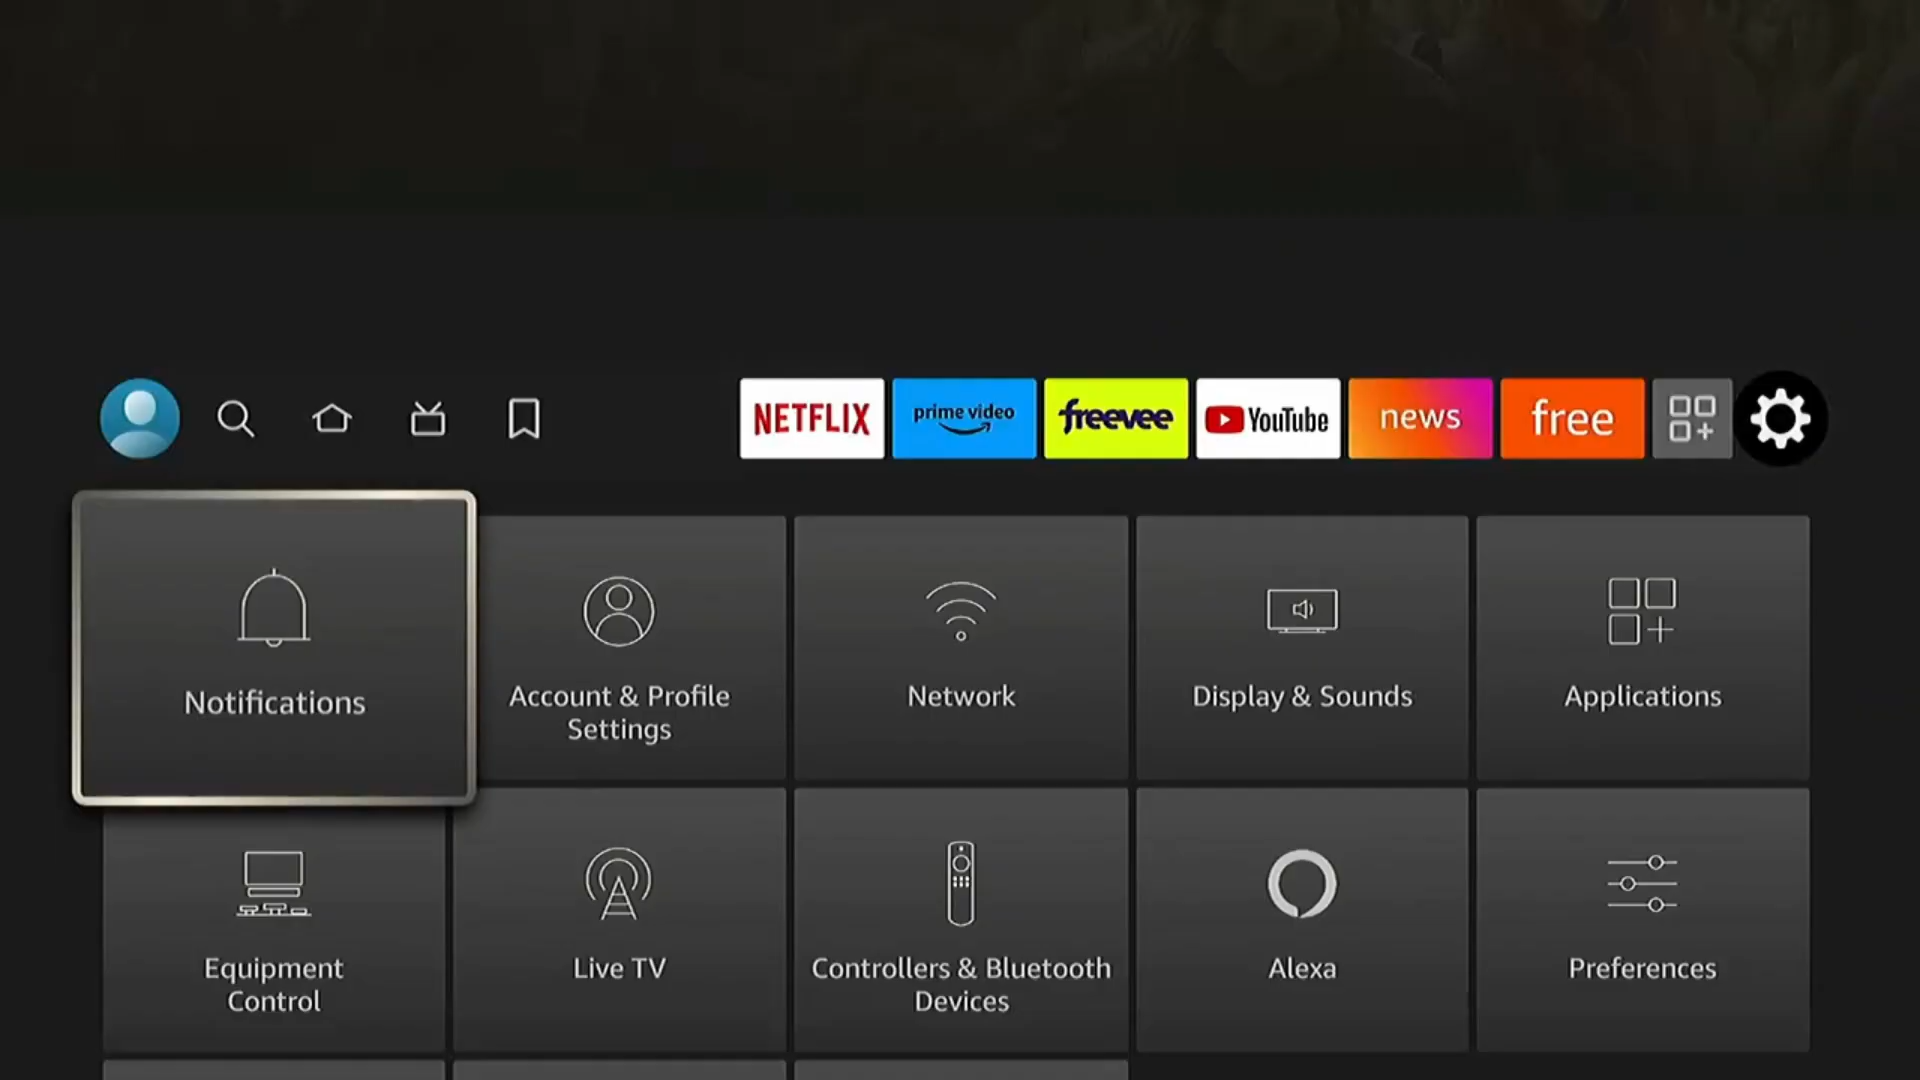 NETFLIX
prime video
freevee
YouTube
news
free
Notifications
Account & Profile
Settings
Network
Display & Sounds
Applications
Equipment
Control
Live TV
Controllers & Bluetooth
Devices
Alexa
Preferences